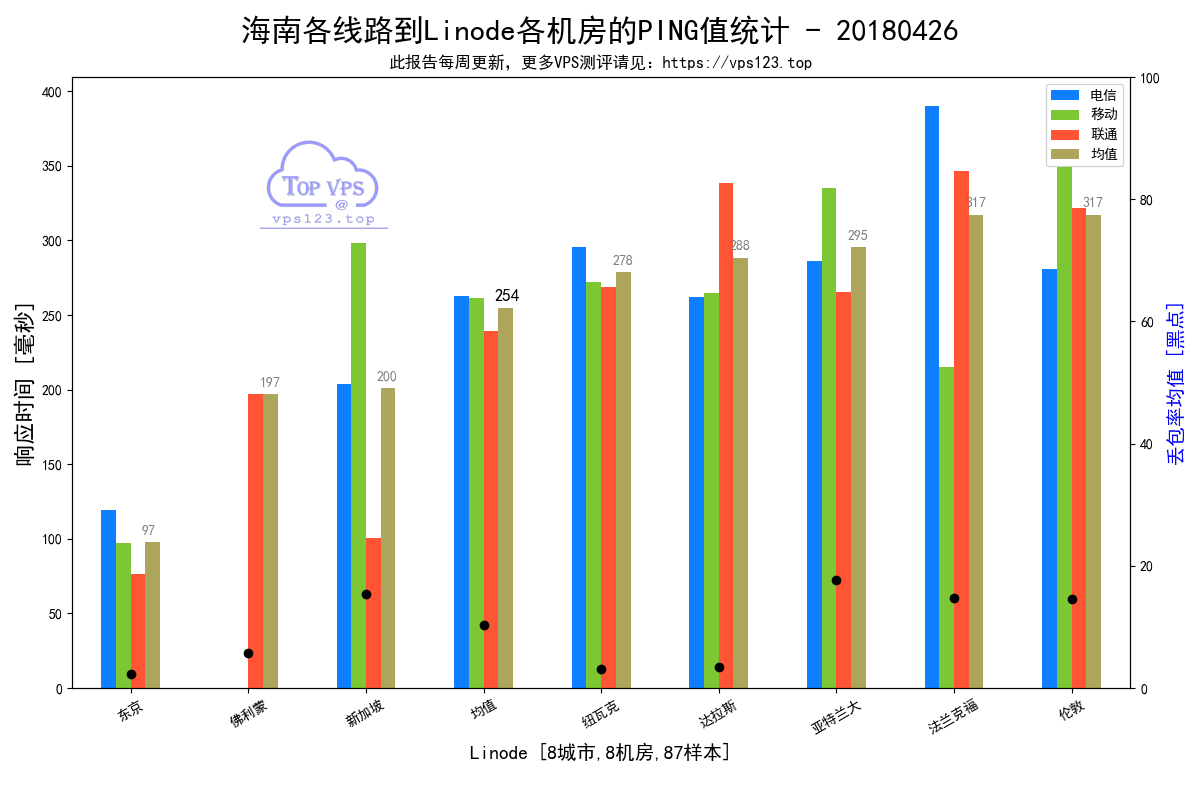 海南各线路到Linode各机房的PING值统计 - 20180426
此报告每周更新, 更多VPS测评请见: https://vps123.top
400
350
300
250
200
150
100
50
0
响应时间 [毫秒]
100
80
60
40
20
0
丢包率均值 [黑点]
电信
移动
联通
均值
TOP VPS
@
vps123.top
97
197
200
254
278
288
295
317
317
东京
佛利蒙
新加坡
均值
纽瓦克
达拉斯
亚特兰大
法兰克福
伦敦
Linode [8城市,8机房,87样本]